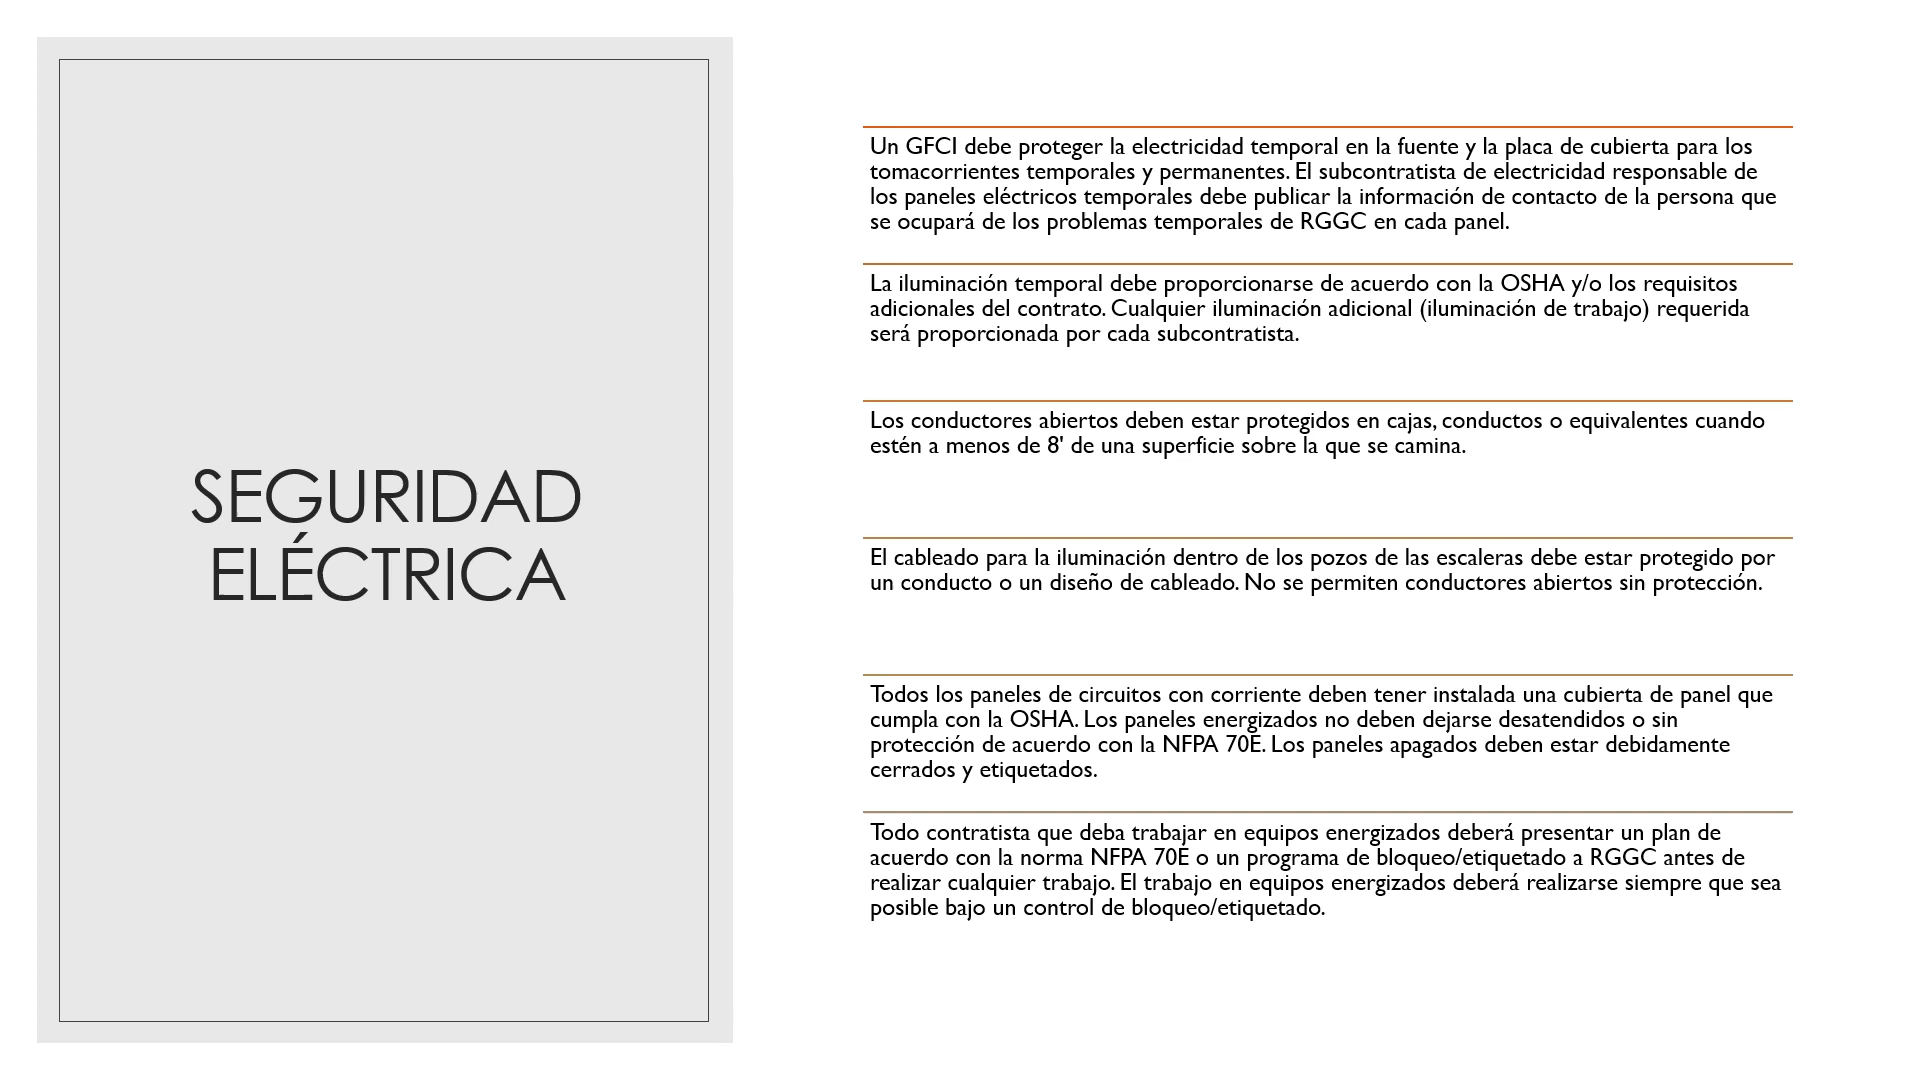 SEGURIDAD
ELÉCTRICA
Un GFCI debe proteger la electricidad temporal en la fuente y la placa de cubierta para los
tomacorrientes temporales y permanentes. El subcontratista de electricidad responsable de
los paneles eléctricos temporales debe publicar la información de contacto de la persona que
se ocupará de los problemas temporales de RGGC en cada panel.
La iluminación temporal debe proporcionarse de acuerdo con la OSHA y/o los requisitos
adicionales del contrato. Cualquier iluminación adicional (iluminación de trabajo) requerida
será proporcionada por cada subcontratista.
Los conductores abiertos deben estar protegidos en cajas, conductos o equivalentes cuando
estén a menos de 8' de una superficie sobre la que se camina.
El cableado para la iluminación dentro de los pozos de las escaleras debe estar protegido por
un conducto o un diseño de cableado. No se permiten conductores abiertos sin protección.
Todos los paneles de circuitos con corriente deben tener instalada una cubierta de panel que
cumpla con la OSHA. Los paneles energizados no deben dejarse desatendidos o sin
protección de acuerdo con la NFPA 70E. Los paneles apagados deben estar debidamente
cerrados y etiquetados.
Todo contratista que deba trabajar en equipos energizados deberá presentar un plan de
acuerdo con la norma NFPA 70E o un programa de bloqueo/etiquetado a RGGC antes de
realizar cualquier trabajo. El trabajo en equipos energizados deberá realizarse siempre que sea
posible bajo un control de bloqueo/etiquetado.